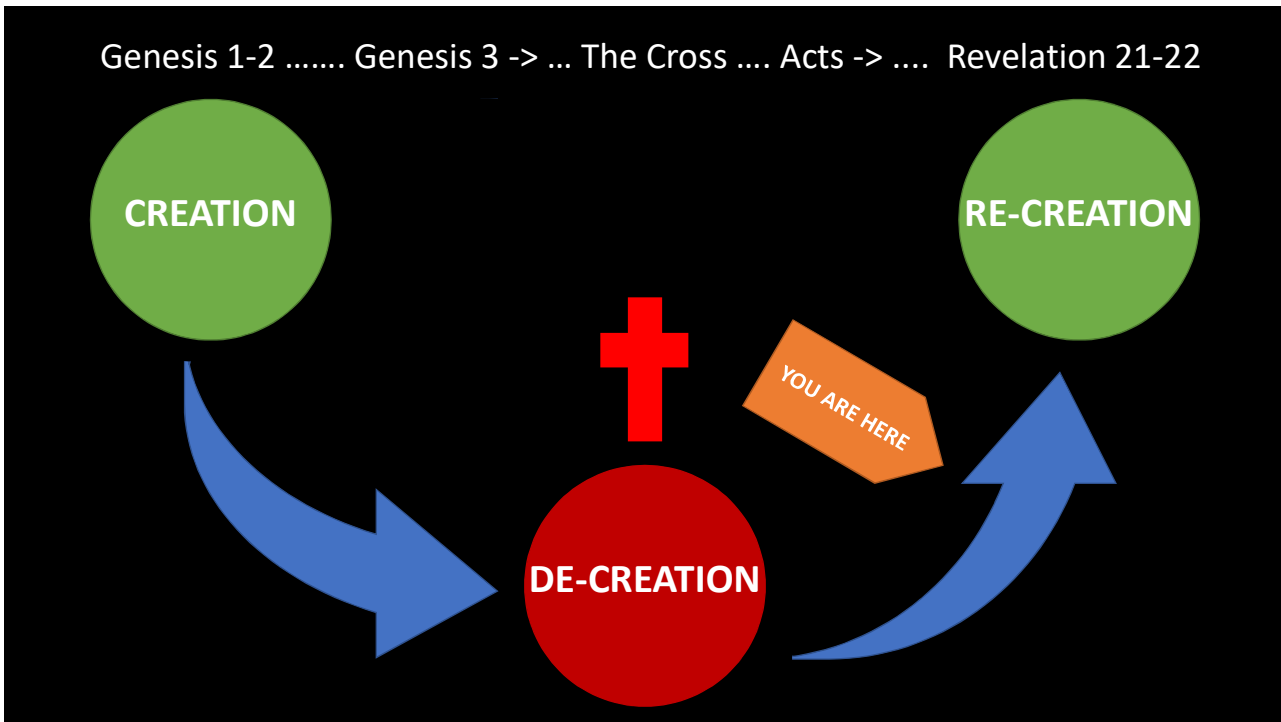 Genesis 1-2 ....... Genesis 3 -> ... The Cross .... Acts -> .... Revelation 21-22
CREATION
RE-CREATION
YOU ARE HERE
DE-CREATION